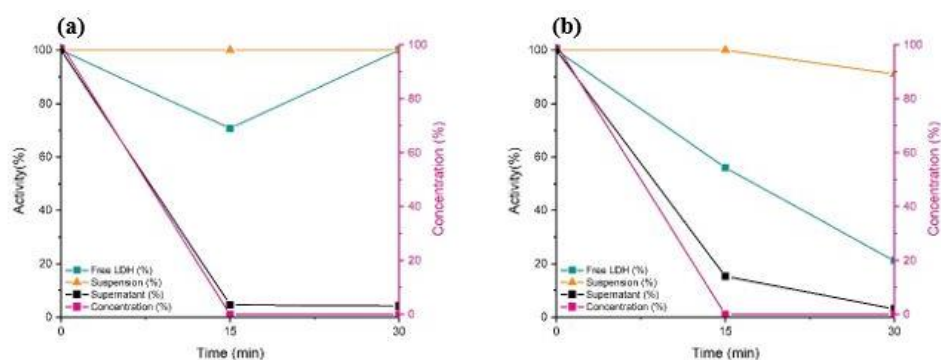 (a)
100
80
60
40
20
0
Activity(%)
Free LDH (%)
Suspension (%)
Supernatant (%)
Concentration (%)
0
15
30
Time (min)
100
80
60
40
20
0
Concentration (%)
(b)
100
80
60
40
20
0
Activity(%)
Free LDH (%)
Suspension (%)
Supernatant (%)
Concentration (%)
0
15
30
Time (min)
100
80
60
40
20
0
Concentration (%)